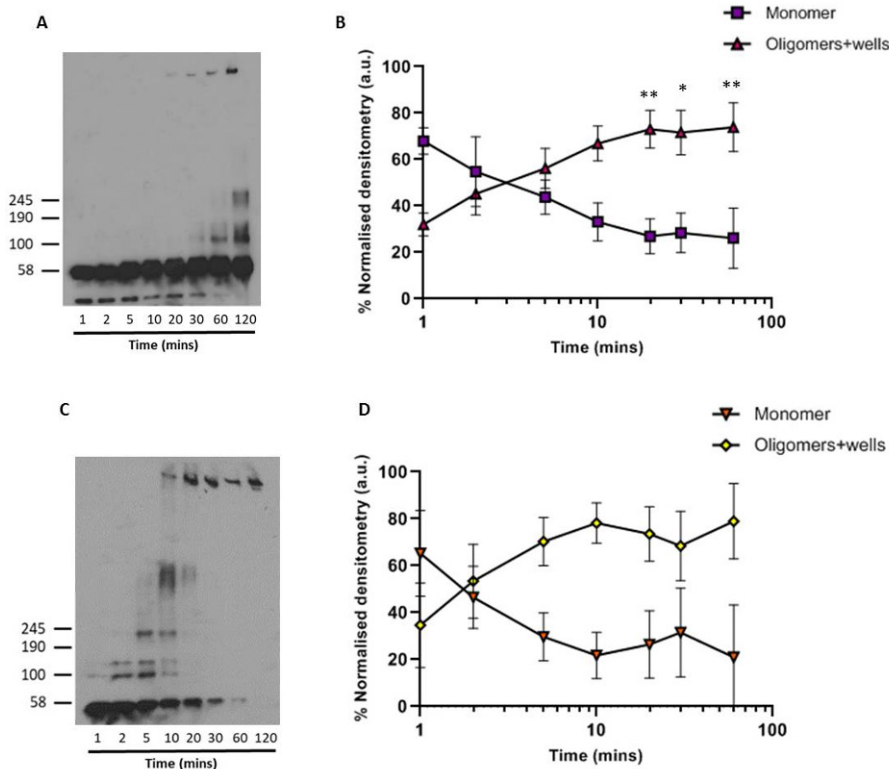 A
245
190
100
58
1 2 5 10 20 30 60 120
Time (mins)
B
Monomer
Oligomers+wells
% Normalised densitometry (a.u.)
100
80
60
40
20
0
** * **
1 10 100
Time (mins)
C
245
190
100
58
1 2 5 10 20 30 60 120
Time (mins)
D
Monomer
Oligomers+wells
% Normalised densitometry (a.u.)
100
80
60
40
20
0
1 10 100
Time (mins)